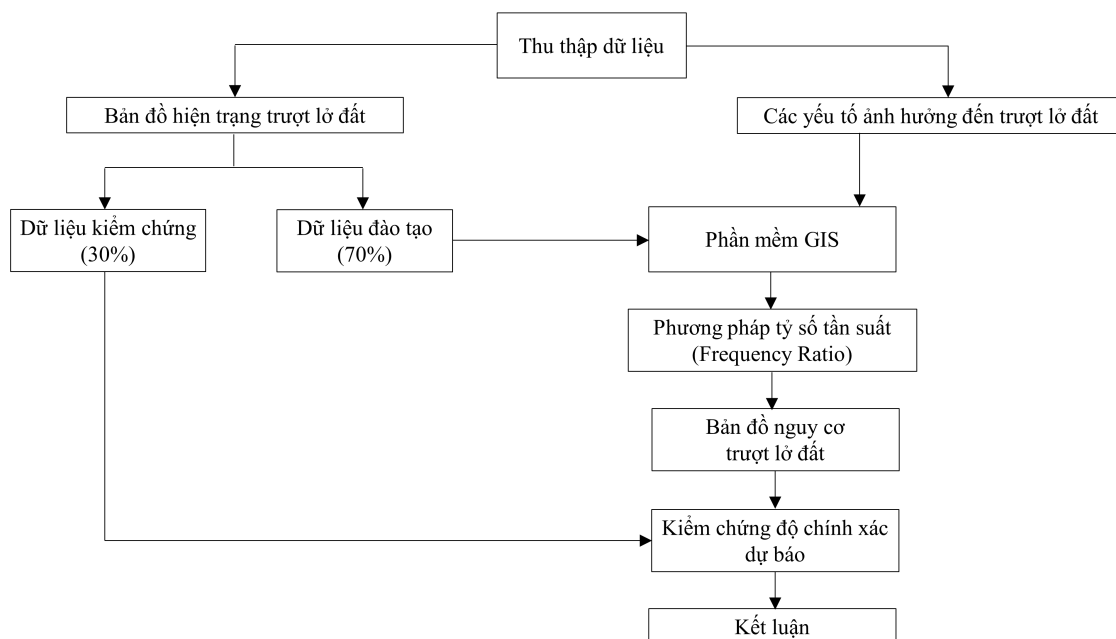 Thu thập dữ liệu
Bản đồ hiện trạng trượt lở đất
Các yếu tố ảnh hưởng đến trượt lở đất
Dữ liệu kiểm chứng
(30%)
Dữ liệu đào tạo
(70%)
Phần mềm GIS
Phương pháp tỷ số tần suất
(Frequency Ratio)
Bản đồ nguy cơ
trượt lở đất
Kiểm chứng độ chính xác
dự báo
Kết luận